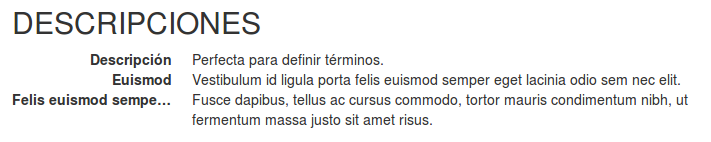 DESCRIPCIONES
Descripción Perfecta para definir términos.
Euismod Vestibulum id ligula porta felis euismod semper eget lacinia odio sem nec elit.
Felis euismod sempe… Fusce dapibus, tellus ac cursus commodo, tortor mauris condimentum nibh, ut
fermentum massa justo sit amet risus.